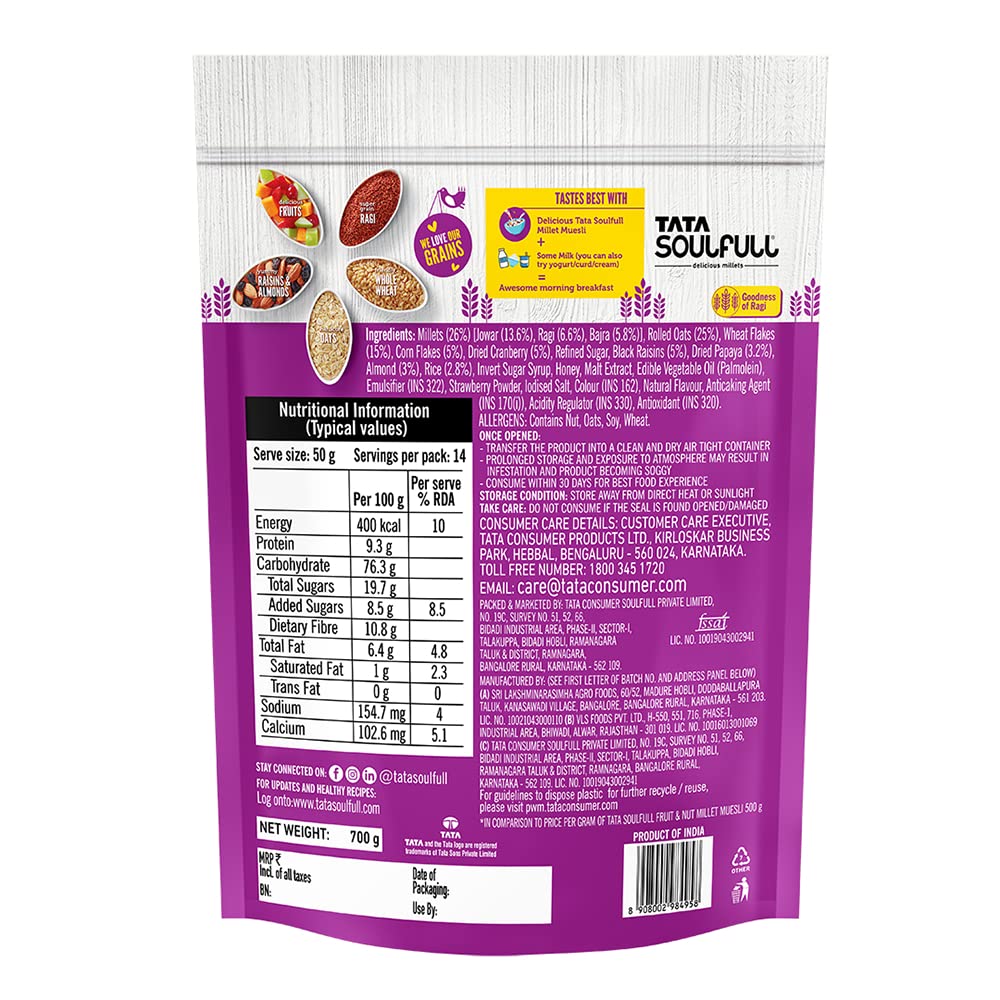 delicious
FRUITS
super
grain
RAGI
yummy
RAISINS &
ALMONDS
WHOLE
WHEAT
OATS
WE LOVE OUR
GRAINS
TASTES BEST WITH
Delicious Tata Soulfull
Millet Muesli
+
Some Milk (you can also
try yogurt/curd/cream)
=
Awesome morning breakfast
TATA
SOULFULL®
delicious millets
Goodness
of Ragi
Ingredients: Millets (26%) [Jowar (13.6%), Ragi (6.6%), Bajra (5.8%)], Rolled Oats (25%), Wheat Flakes
(15%), Corn Flakes (5%), Dried Cranberry (5%), Refined Sugar, Black Raisins (5%), Dried Papaya (3.2%),
Almond (3%), Rice (2.8%), Invert Sugar Syrup, Honey, Malt Extract, Edible Vegetable Oil (Palmolein),
Emulsifier (INS 322), Strawberry Powder, Iodised Salt, Colour (INS 162), Natural Flavour, Anticaking Agent
(INS 170(i), Acidity Regulator (INS 330), Antioxidant (INS 320).
ALLERGENS: Contains Nut, Oats, Soy, Wheat.
Nutritional Information
(Typical values)
Serve size: 50 g Servings per pack: 14
Per 100 g Per serve % RDA
Energy 400 kcal 10
Protein 9.3 g
Carbohydrate 76.3 g
Total Sugars 19.7 g
Added Sugars 8.5 g 8.5
Dietary Fibre 10.8 g
Total Fat 6.4 g 4.8
Saturated Fat 1 g 2.3
Trans Fat 0 g 0
Sodium 154.7 mg 4
Calcium 102.6 mg 5.1
ONCE OPENED:
- TRANSFER THE PRODUCT INTO A CLEAN AND DRY AIR TIGHT CONTAINER
- PROLONGED STORAGE AND EXPOSURE TO ATMOSPHERE MAY RESULT IN
INFESTATION AND PRODUCT BECOMING SOGGY
- CONSUME WITHIN 30 DAYS FOR BEST FOOD EXPERIENCE
STORAGE CONDITION: STORE AWAY FROM DIRECT HEAT OR SUNLIGHT
TAKE CARE: DO NOT CONSUME IF THE SEAL IS FOUND OPENED/DAMAGED
CONSUMER CARE DETAILS: CUSTOMER CARE EXECUTIVE,
TATA CONSUMER PRODUCTS LTD., KIRLOSKAR BUSINESS
PARK, HEBBAL, BENGALURU - 560 024, KARNATAKA.
TOLL FREE NUMBER: 1800 345 1720
EMAIL: care@tataconsumer.com
PACKED & MARKETED BY: TATA CONSUMER SOULFULL PRIVATE LIMITED,
NO. 19C, SURVEY NO. 51, 52, 66,
BIDADI INDUSTRIAL AREA, PHASE-II, SECTOR-I,
TALAKUPPA, BIDADI HOBLI, RAMANAGARA
TALUK & DISTRICT, RAMNAGARA,
BANGALORE RURAL, KARNATAKA - 562 109.
fssai
LIC. NO. 10019043002941
MANUFACTURED BY: (SEE FIRST LETTER OF BATCH NO. AND ADDRESS PANEL BELOW)
(A) SRI LAKSHMINARASIMHA AGRO FOODS, 60/52, MADURE HOBLI, DODDABALLAPURA
TALUK, KANASAWADI VILLAGE, BANGALORE, BANGALORE RURAL, KARNATAKA - 561 203.
LIC. NO. 10021043000110 (B) VLS FOODS PVT. LTD., H-550, 551, 716, PHASE-1,
INDUSTRIAL AREA, BHIWADI, ALWAR, RAJASTHAN - 301 019. LIC. NO. 10016013001069
(C) TATA CONSUMER SOULFULL PRIVATE LIMITED, NO. 19C, SURVEY NO. 51, 52, 66,
BIDADI INDUSTRIAL AREA, PHASE-II, SECTOR-I, TALAKUPPA, BIDADI HOBLI,
RAMANAGARA TALUK & DISTRICT, RAMNAGARA, BANGALORE RURAL,
KARNATAKA - 562109. LIC. NO. 10019043002941
For guidelines to dispose plastic for further recycle / reuse,
please visit pwm.tataconsumer.com
*IN COMPARISON TO PRICE PER GRAM OF TATA SOULFULL FRUIT & NUT MILLET MUESLI 500 g
STAY CONNECTED ON: @tatasoulfull
FOR UPDATES AND HEALTHY RECIPES:
Log onto:www.tatasoulfull.com
NET WEIGHT: 700 g
TATA
TATA and the Tata logo are registered
trademarks of Tata Sons Private Limited
MRP ₹
Incl. of all taxes
BN:
Date of
Packaging:
Use By:
PRODUCT OF INDIA
8 908002 984958
7
OTHER